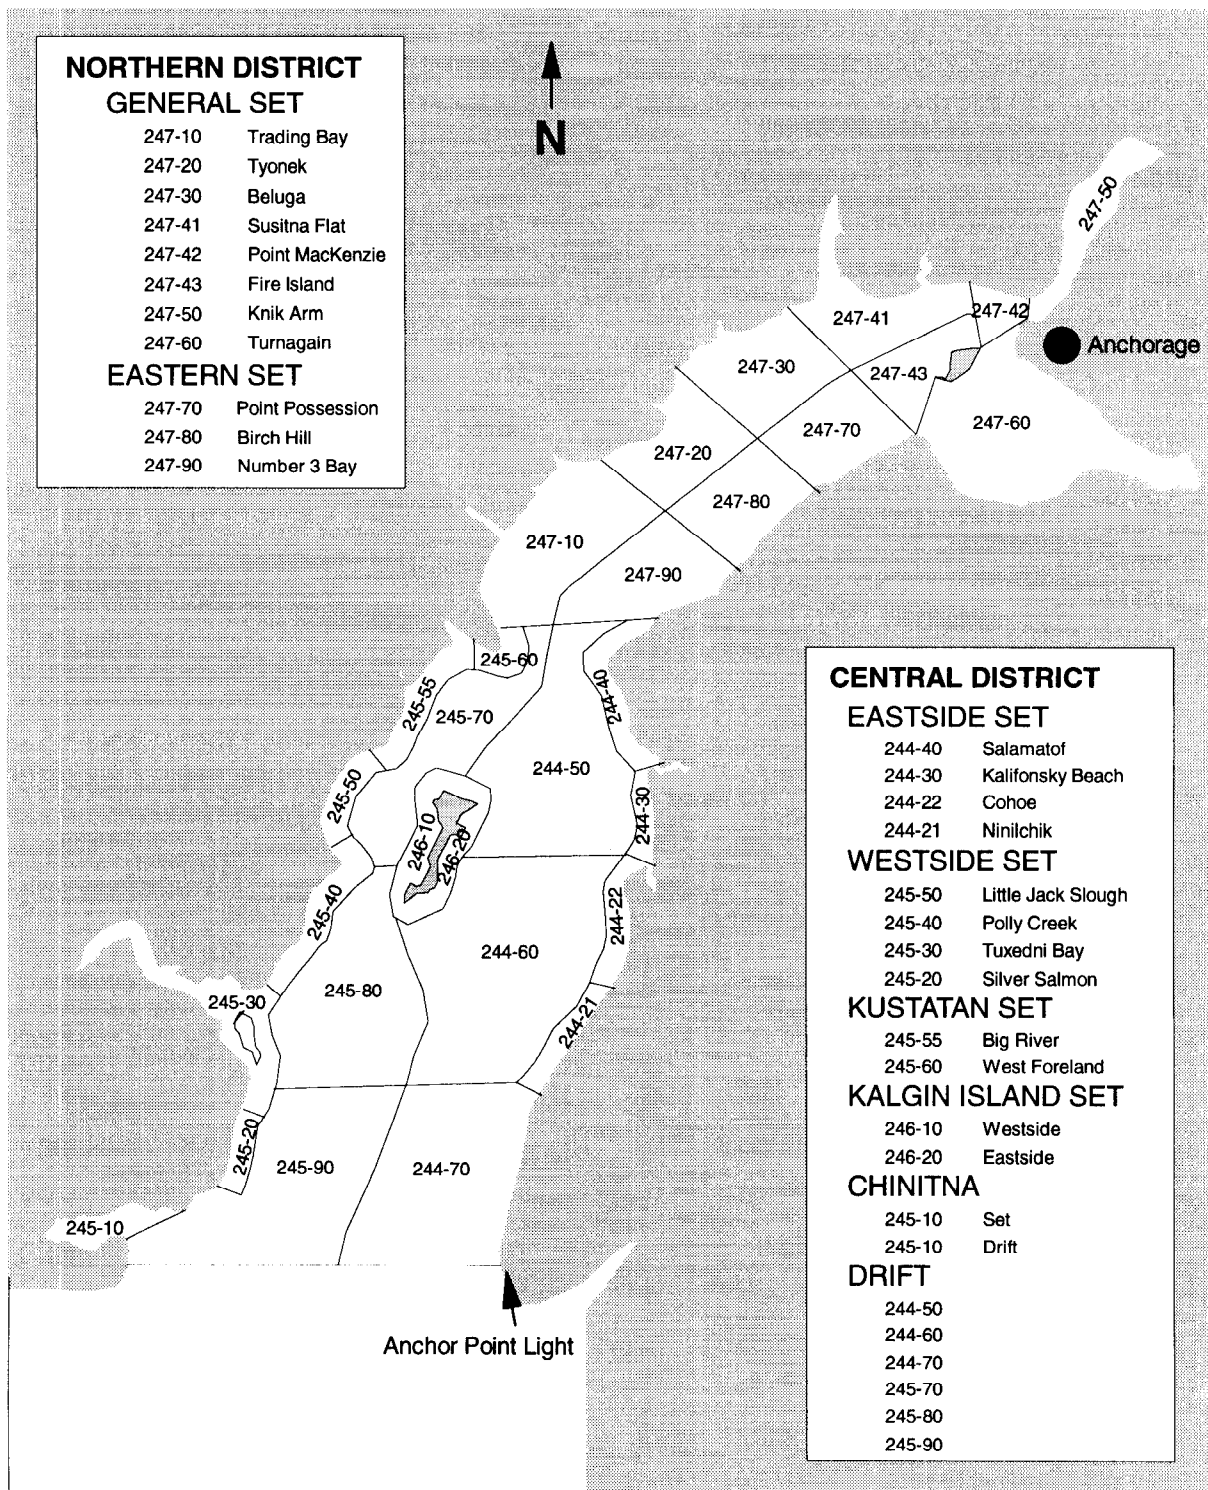 NORTHERN DISTRICT
GENERAL SET
247-10 Trading Bay
247-20 Tyonek
247-30 Beluga
247-41 Susitna Flat
247-42 Point MacKenzie
247-43 Fire Island
247-50 Knik Arm
247-60 Turnagain
EASTERN SET
247-70 Point Possession
247-80 Birch Hill
247-90 Number 3 Bay
N
247-50
247-42
247-41
Anchorage
247-30
247-43
247-60
247-70
247-20
247-80
247-10
247-90
245-60
244-40
245-55
245-70
244-50
245-50
244-30
246-10
246-20
245-40
244-22
244-60
245-80
245-30
244-21
245-20
245-90
244-70
245-10
Anchor Point Light
CENTRAL DISTRICT
EASTSIDE SET
244-40 Salamatof
244-30 Kalifonsky Beach
244-22 Cohoe
244-21 Ninilchik
WESTSIDE SET
245-50 Little Jack Slough
245-40 Polly Creek
245-30 Tuxedni Bay
245-20 Silver Salmon
KUSTATAN SET
245-55 Big River
245-60 West Foreland
KALGIN ISLAND SET
246-10 Westside
246-20 Eastside
CHINITNA
245-10 Set
245-10 Drift
DRIFT
244-50
244-60
244-70
245-70
245-80
245-90